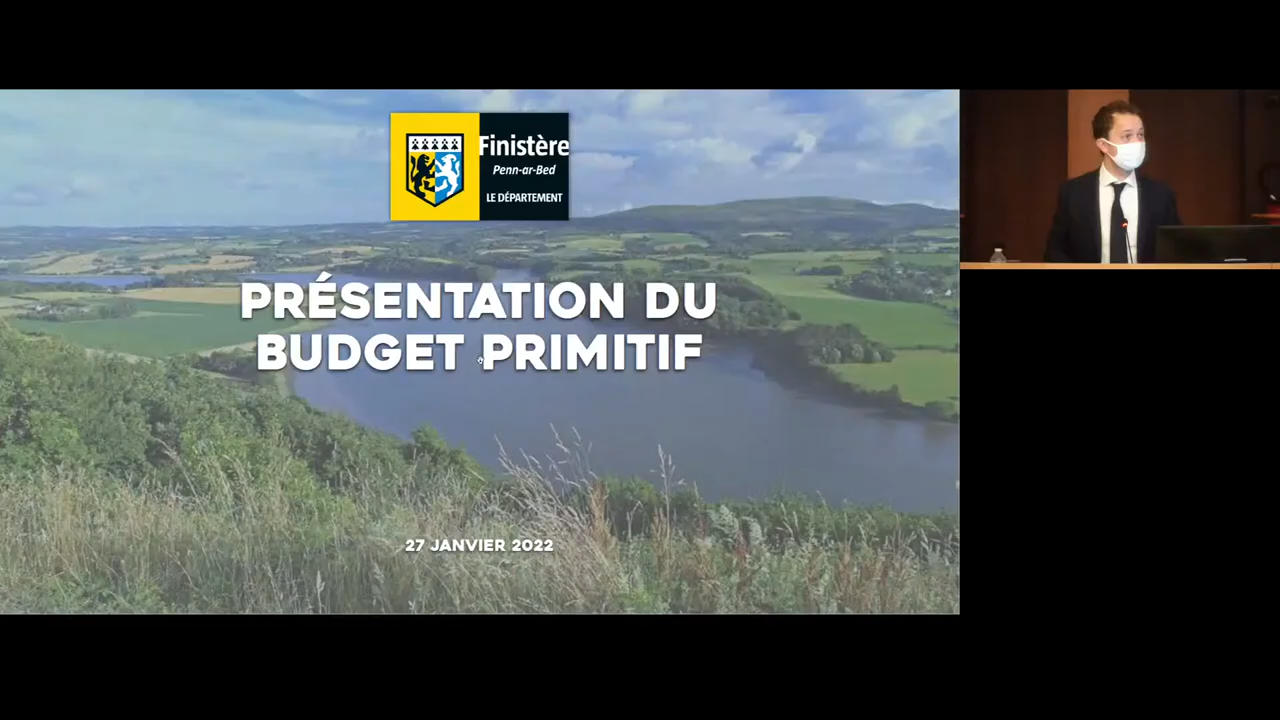 Finistère
Penn-ar-Bed
LE DÉPARTEMENT
PRÉSENTATION DU
BUDGET PRIMITIF
27 JANVIER 2022